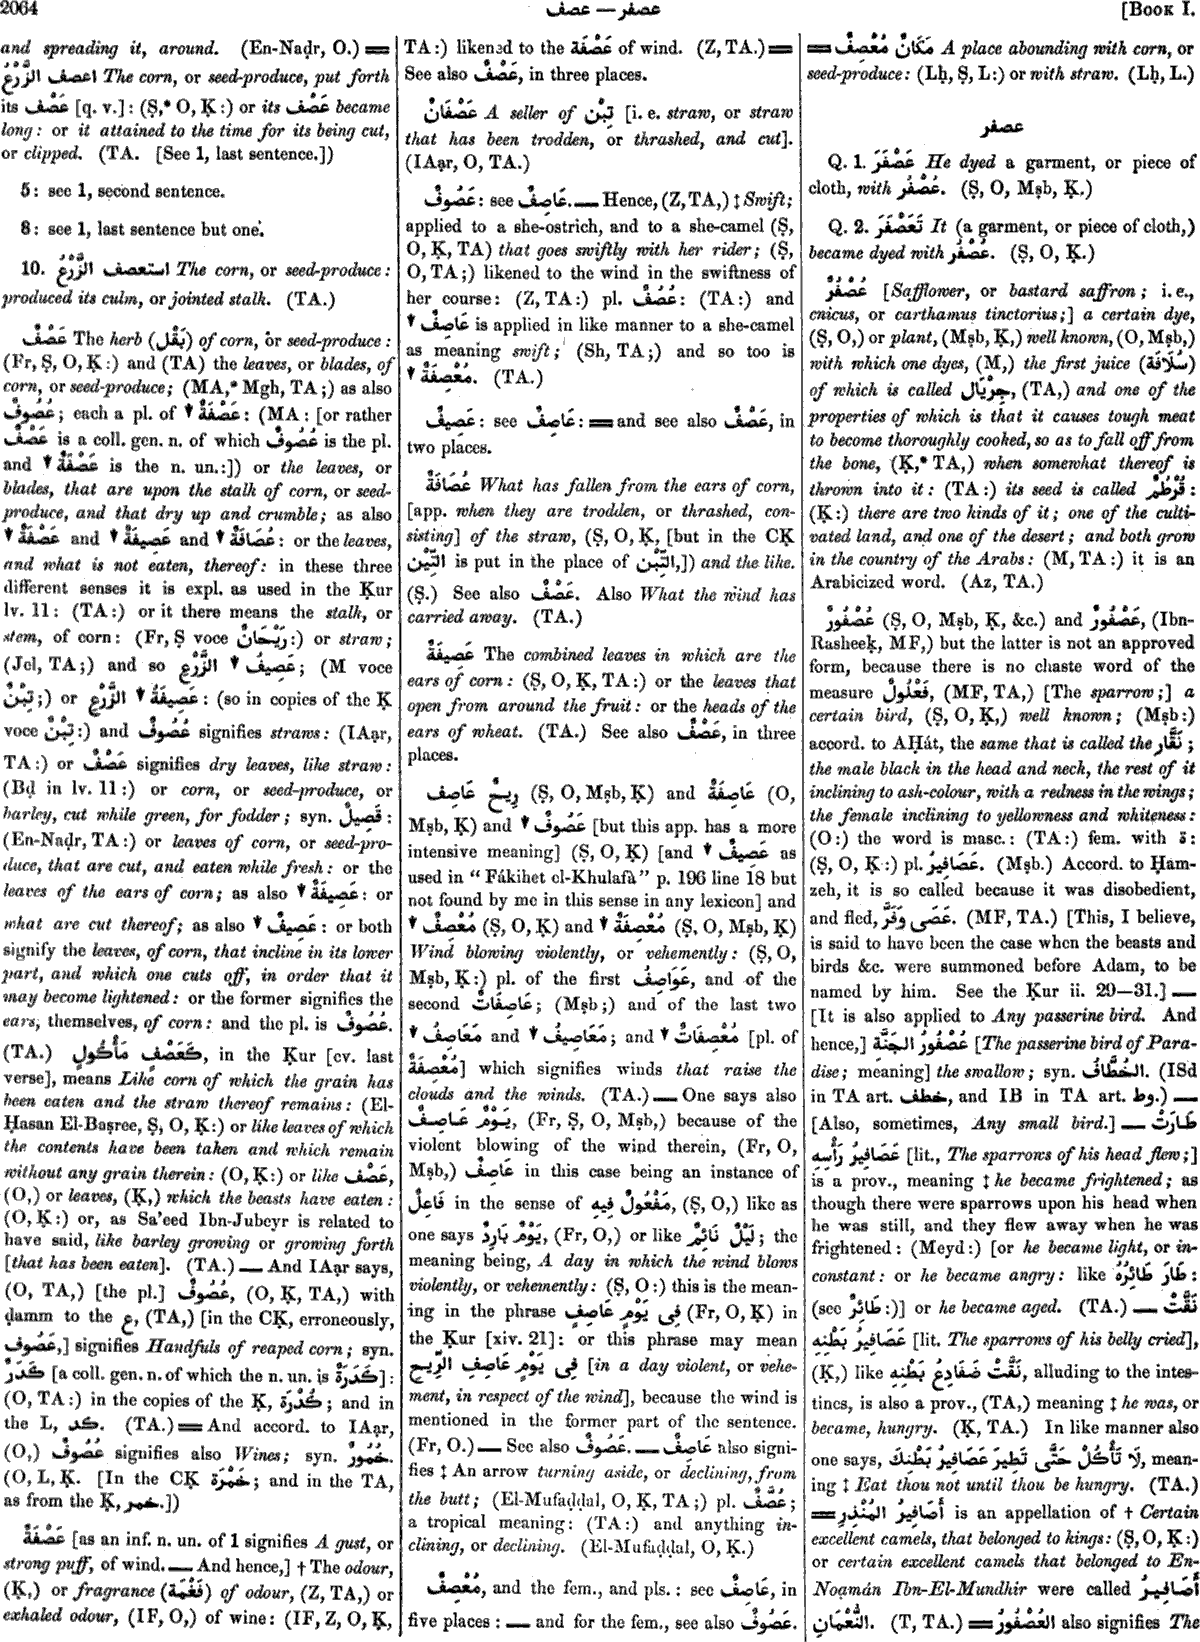 2064
عصفر — عصف
[BOOK I.
and spreading it, around. (En-Naḍr, O.) ══
اعصف الزَّرْعُ The corn, or seed-produce, put forth
its عَصْف [q. v.]: (Ṣ,* O, Ḳ:) or its عَصْف became
long: or it attained to the time for its being cut,
or clipped. (TA. [See 1, last sentence.])
5: see 1, second sentence.
8: see 1, last sentence but one.
10. استعصف الزَّرْعُ The corn, or seed-produce:
produced its culm, or jointed stalk. (TA.)
عَصْفٌ The herb (بَقْل) of corn, or seed-produce:
(Fr, Ṣ, O, Ḳ:) and (TA) the leaves, or blades, of
corn, or seed-produce; (MA,* Mgh, TA;) as also
عُصُوفٌ; each a pl. of ▼ عَصْفَةٌ: (MA: [or rather
عَصْفٌ is a coll. gen. n. of which عُصُوفٌ is the pl.
and ▼ عَصْفَةٌ is the n. un.:]) or the leaves, or
blades, that are upon the stalk of corn, or seed-
produce, and that dry up and crumble; as also
▼ عَصْفَةٌ and ▼ عَصِيفَةٌ and ▼ عُصَافَةٌ: or the leaves,
and what is not eaten, thereof: in these three
different senses it is expl. as used in the Ḳur
lv. 11: (TA:) or it there means the stalk, or
stem, of corn: (Fr, Ṣ voce رَيْحَانٌ:) or straw;
(Jel, TA;) and so ▼ عَصِيفُ الزَّرْعِ; (M voce
تِبْنٌ;) or ▼ عَصِيفَةُ الزَّرْعِ: (so in copies of the Ḳ
voce تِبْنٌ:) and عُصُوفٌ signifies straws: (IAạr,
TA:) or عَصْفٌ signifies dry leaves, like straw:
(Bḍ in lv. 11:) or corn, or seed-produce, or
barley, cut while green, for fodder; syn. قَصِيلٌ:
(En-Naḍr, TA:) or leaves of corn, or seed-pro-
duce, that are cut, and eaten while fresh: or the
leaves of the ears of corn; as also ▼ عَصِيفَةٌ: or
what are cut thereof; as also ▼ عَصِيفٌ: or both
signify the leaves, of corn, that incline in its lower
part, and which one cuts off, in order that it
may become lightened: or the former signifies the
ears, themselves, of corn: and the pl. is عُصُوفٌ.
(TA.) كَعَصْفٍ مَأْكُولٍ, in the Ḳur [cv. last
verse], means Like corn of which the grain has
been eaten and the straw thereof remains: (El-
Ḥasan El-Baṣree, Ṣ, O, Ḳ:) or like leaves of which
the contents have been taken and which remain
without any grain therein: (O, Ḳ:) or like عَصْف,
(O,) or leaves, (Ḳ,) which the beasts have eaten:
(O, Ḳ:) or, as Sa'eed Ibn-Jubeyr is related to
have said, like barley growing or growing forth
[that has been eaten]. (TA.) — And IAạr says,
(O, TA,) [the pl.] عُصُوفٌ, (O, Ḳ, TA,) with
ḍamm to the ع, (TA,) [in the CḲ, erroneously,
عَصُوف,] signifies Handfuls of reaped corn; syn.
كَدَرٌ [a coll. gen. n. of which the n. un. is كَدَرَةٌ]:
(O, TA:) in the copies of the Ḳ, كُدْرَة; and in
the L, كد. (TA.) ══ And accord. to IAạr,
(O,) عُصُوفٌ signifies also Wines; syn. خُمُورٌ.
(O, L, Ḳ. [In the CḲ خَمْرَة; and in the TA,
as from the Ḳ, خمر.])
عَصْفَةٌ [as an inf. n. un. of 1 signifies A gust, or
strong puff, of wind. — And hence,] † The odour,
(Ḳ,) or fragrance (فَغْمَة) of odour, (Z, TA,) or
exhaled odour, (IF, O,) of wine: (IF, Z, O, Ḳ,
TA:) likened to the عَصْفَة of wind. (Z, TA.) ══
See also عَصْفٌ, in three places.
عَصْفَانٌ A seller of تِبْن [i. e. straw, or straw
that has been trodden, or thrashed, and cut].
(IAạr, O, TA.)
عَصُوفٌ: see عَاصِفٌ. — Hence, (Z, TA,) ‡ Swift;
applied to a she-ostrich, and to a she-camel (Ṣ,
O, Ḳ, TA) that goes swiftly with her rider; (Ṣ,
O, TA;) likened to the wind in the swiftness of
her course: (Z, TA:) pl. عُصُفٌ: (TA:) and
▼ عَاصِفٌ is applied in like manner to a she-camel
as meaning swift; (Sh, TA;) and so too is
▼ مُعْصِفَةٌ. (TA.)
عَصِيفٌ: see عَاصِفٌ: ══ and see also عَصْفٌ, in
two places.
عُصَافَةٌ What has fallen from the ears of corn,
[app. when they are trodden, or thrashed, con-
sisting] of the straw, (Ṣ, O, Ḳ, [but in the CḲ
التِّيْن is put in the place of التِّبْن,]) and the like.
(Ṣ.) See also عَصْفٌ. Also What the wind has
carried away. (TA.)
عَصِيفَةٌ The combined leaves in which are the
ears of corn: (Ṣ, O, Ḳ, TA:) or the leaves that
open from around the fruit: or the heads of the
ears of wheat. (TA.) See also عَصْفٌ, in three
places.
رِيحٌ عَاصِف (Ṣ, O, Mṣb, Ḳ) and عَاصِفَةٌ (O,
Mṣb, Ḳ) and ▼ عَصُوفٌ [but this app. has a more
intensive meaning] (Ṣ, O, Ḳ) [and ▼ عَصِيفٌ as
used in “ Fákihet el-Khulafà” p. 196 line 18 but
not found by me in this sense in any lexicon] and
▼ مُعْصِفٌ (Ṣ, O, Ḳ) and ▼ مُعْصِفَةٌ (Ṣ, O, Mṣb, Ḳ)
Wind blowing violently, or vehemently: (Ṣ, O,
Mṣb, Ḳ:) pl. of the first عَوَاصِفُ, and of the
second عَاصِفَاتٌ; (Mṣb;) and of the last two
▼ مَعَاصِفُ and ▼ مَعَاصِيفُ; and ▼ مُعْصِفَاتٌ [pl. of
مُعْصِفَةٌ] which signifies winds that raise the
clouds and the winds. (TA.) — One says also
يَوْمٌ عَاصِفٌ, (Fr, Ṣ, O, Mṣb,) because of the
violent blowing of the wind therein, (Fr, O,
Mṣb,) عَاصِفٌ in this case being an instance of
فَاعِلٌ in the sense of مَفْعُولٌ فِيهِ, (Ṣ, O,) like as
one says يَوْمٌ بَارِدٌ, (Fr, O,) or like لَيْلٌ نَائِمٌ; the
meaning being, A day in which the wind blows
violently, or vehemently: (Ṣ, O:) this is the mean-
ing in the phrase فِى يَوْمٍ عَاصِفٍ (Fr, O, Ḳ) in
the Ḳur [xiv. 21]: or this phrase may mean
فِى يَوْمٍ عَاصِفِ الرِّيحِ [in a day violent, or vehe-
ment, in respect of the wind], because the wind is
mentioned in the former part of the sentence.
(Fr, O.) — See also عَصُوفٌ. — عَاصِفٌ also signi-
fies ‡ An arrow turning aside, or declining, from
the butt; (El-Mufaḍḍal, O, Ḳ, TA;) pl. عُصَّفٌ;
a tropical meaning: (TA:) and anything in-
clining, or declining. (El-Mufaḍḍal, O, Ḳ.)
مُعْصِفٌ, and the fem., and pls.: see عَاصِفٌ, in
five places: — and for the fem., see also عَصُوفٌ.
══ مَكَانٌ مُعْصِفٌ A place abounding with corn, or
seed-produce: (Lḥ, Ṣ, L:) or with straw. (Lḥ, L.)
عصفر
Q. 1. عَصْفَرَ He dyed a garment, or piece of
cloth, with عُصْفُر. (Ṣ, O, Mṣb, Ḳ.)
Q. 2. تَعَصْفَرَ It (a garment, or piece of cloth,)
became dyed with عُصْفُر. (Ṣ, O, Ḳ.)
عُصْفُرٌ [Safflower, or bastard saffron; i. e.,
cnicus, or carthamus tinctorius;] a certain dye,
(Ṣ, O,) or plant, (Mṣb, Ḳ,) well known, (O, Mṣb,)
with which one dyes, (M,) the first juice (سُلَافَة)
of which is called جِرْيَال, (TA,) and one of the
properties of which is that it causes tough meat
to become thoroughly cooked, so as to fall off from
the bone, (Ḳ,* TA,) when somewhat thereof is
thrown into it: (TA:) its seed is called قُرْطُمٌ:
(Ḳ:) there are two kinds of it; one of the culti-
vated land, and one of the desert; and both grow
in the country of the Arabs: (M, TA:) it is an
Arabicized word. (Az, TA.)
عُصْفُورٌ (Ṣ, O, Mṣb, Ḳ, &c.) and عَصْفُورٌ, (Ibn-
Rasheeḳ, MF,) but the latter is not an approved
form, because there is no chaste word of the
measure فَعْلُولٌ, (MF, TA,) [The sparrow;] a
certain bird, (Ṣ, O, Ḳ,) well known; (Mṣb:)
accord. to AḤát, the same that is called the نَقَّار;
the male black in the head and neck, the rest of it
inclining to ash-colour, with a redness in the wings;
the female inclining to yellowness and whiteness:
(O:) the word is masc.: (TA:) fem. with ة:
(Ṣ, O, Ḳ:) pl. عَصَافِيرُ. (Mṣb.) Accord. to Ḥam-
zeh, it is so called because it was disobedient,
and fled, عَصَى وَفَرَّ. (MF, TA.) [This, I believe,
is said to have been the case when the beasts and
birds &c. were summoned before Adam, to be
named by him. See the Ḳur ii. 29—31.] —
[It is also applied to Any passerine bird. And
hence,] عُصْفُورُ الجَنَّةِ [The passerine bird of Para-
dise; meaning] the swallow; syn. الخُطَّافُ. (ISd
in TA art. خطف, and IB in TA art. وط.) —
[Also, sometimes, Any small bird.] — طَارَتْ
عَصَافِيرُ رَأْسِهِ [lit., The sparrows of his head flew;]
is a prov., meaning ‡ he became frightened; as
though there were sparrows upon his head when
he was still, and they flew away when he was
frightened: (Meyd:) [or he became light, or in-
constant: or he became angry: like طَارَ طَائِرُهُ:
(see طَائِرٌ:)] or he became aged. (TA.) — نَقَّتْ
عَصَافِيرُ بَطْنِهِ [lit. The sparrows of his belly cried],
(Ḳ,) like نَقَّتْ ضَفَادِعُ بَطْنِهِ, alluding to the intes-
tines, is also a prov., (TA,) meaning ‡ he was, or
became, hungry. (Ḳ, TA.) In like manner also
one says, لَا تَأْكُلْ حَتَّى تَطِيرَ عَصَافِيرُ بَطْنِكَ, mean-
ing ‡ Eat thou not until thou be hungry. (TA.)
══ أَصَافِيرُ المُنْذِرِ is an appellation of † Certain
excellent camels, that belonged to kings: (Ṣ, O, Ḳ:)
or certain excellent camels that belonged to En-
Noạmán Ibn-El-Mundhir were called أَصَافِيرُ
النُّعْمَانِ. (T, TA.) ══ العُصْفُورُ also signifies The